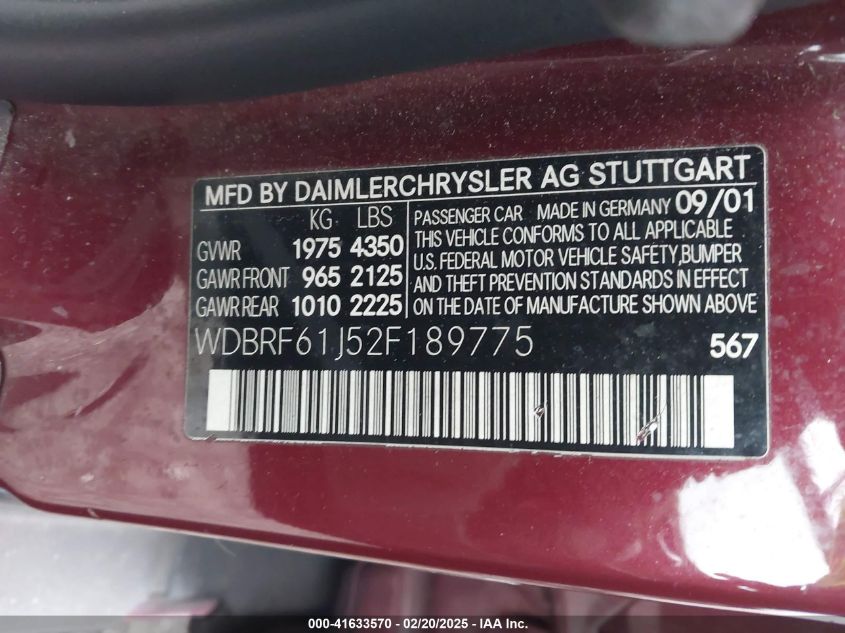 MFD BY DAIMLERCHRYSLER AG STUTTGART
KG LBS
GVWR 1975 4350
GAWR FRONT 965 2125
GAWR REAR 1010 2225
PASSENGER CAR MADE IN GERMANY 09/01
THIS VEHICLE CONFORMS TO ALL APPLICABLE
U.S. FEDERAL MOTOR VEHICLE SAFETY,BUMPER
AND THEFT PREVENTION STANDARDS IN EFFECT
ON THE DATE OF MANUFACTURE SHOWN ABOVE
WDBRF61J52F189775 567
000-41633570 - 02/20/2025 - IAA Inc.